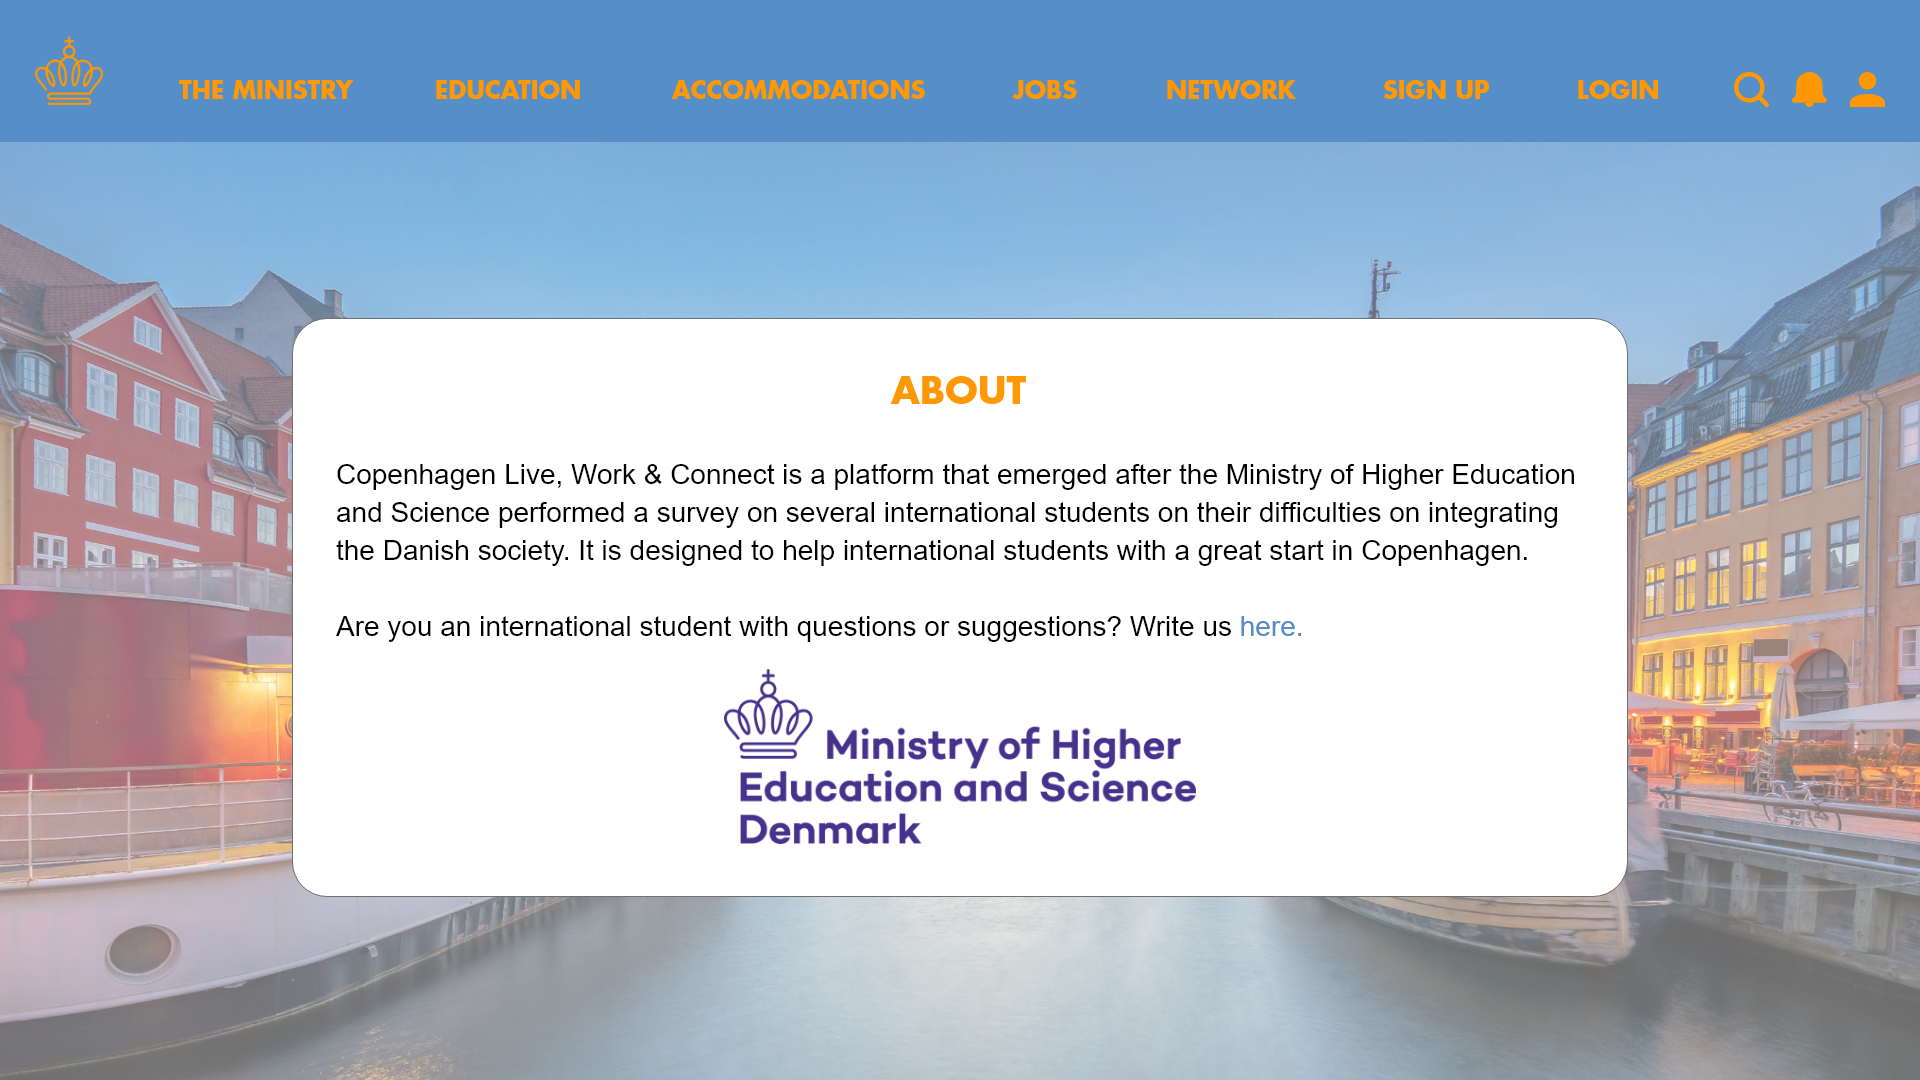 THE MINISTRY EDUCATION ACCOMMODATIONS JOBS NETWORK SIGN UP LOGIN
ABOUT
Copenhagen Live, Work & Connect is a platform that emerged after the Ministry of Higher Education
and Science performed a survey on several international students on their difficulties on integrating
the Danish society. It is designed to help international students with a great start in Copenhagen.
Are you an international student with questions or suggestions? Write us here.
Ministry of Higher
Education and Science
Denmark